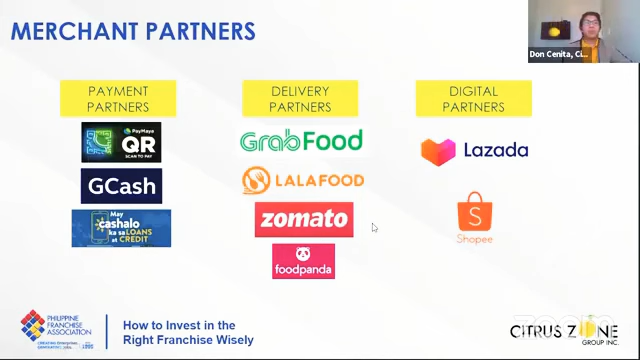 MERCHANT PARTNERS
Don Cenita, Ci...
PAYMENT
PARTNERS
PayMaya
QR
SCAN TO PAY
GCash
May
cashalo
ka sa LOANS
at CREDIT
DELIVERY
PARTNERS
GrabFood
LALAFOOD
zomato
foodpanda
DIGITAL
PARTNERS
Lazada
S
Shopee
PHILIPPINE
FRANCHISE
ASSOCIATION
How to Invest in the
Right Franchise Wisely
zoom
CITRUS ZONE
GROUP INC.